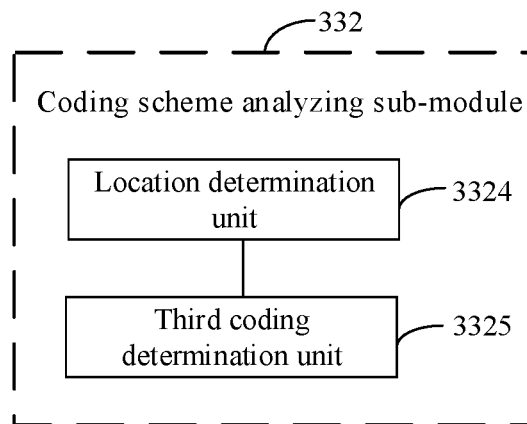 332
Coding scheme analyzing sub-module
Location determination
unit
3324
Third coding
determination unit
3325